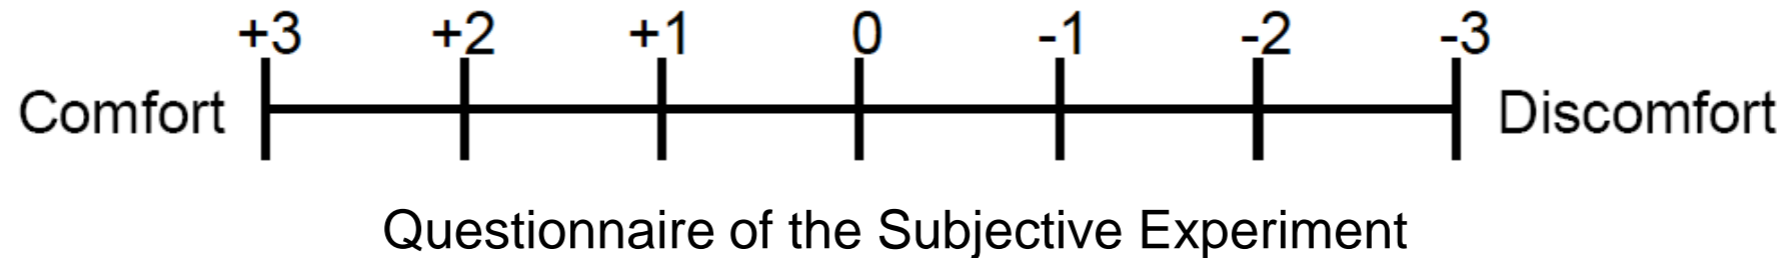 +3 +2 +1 0 -1 -2 -3
Comfort Discomfort
Questionnaire of the Subjective Experiment